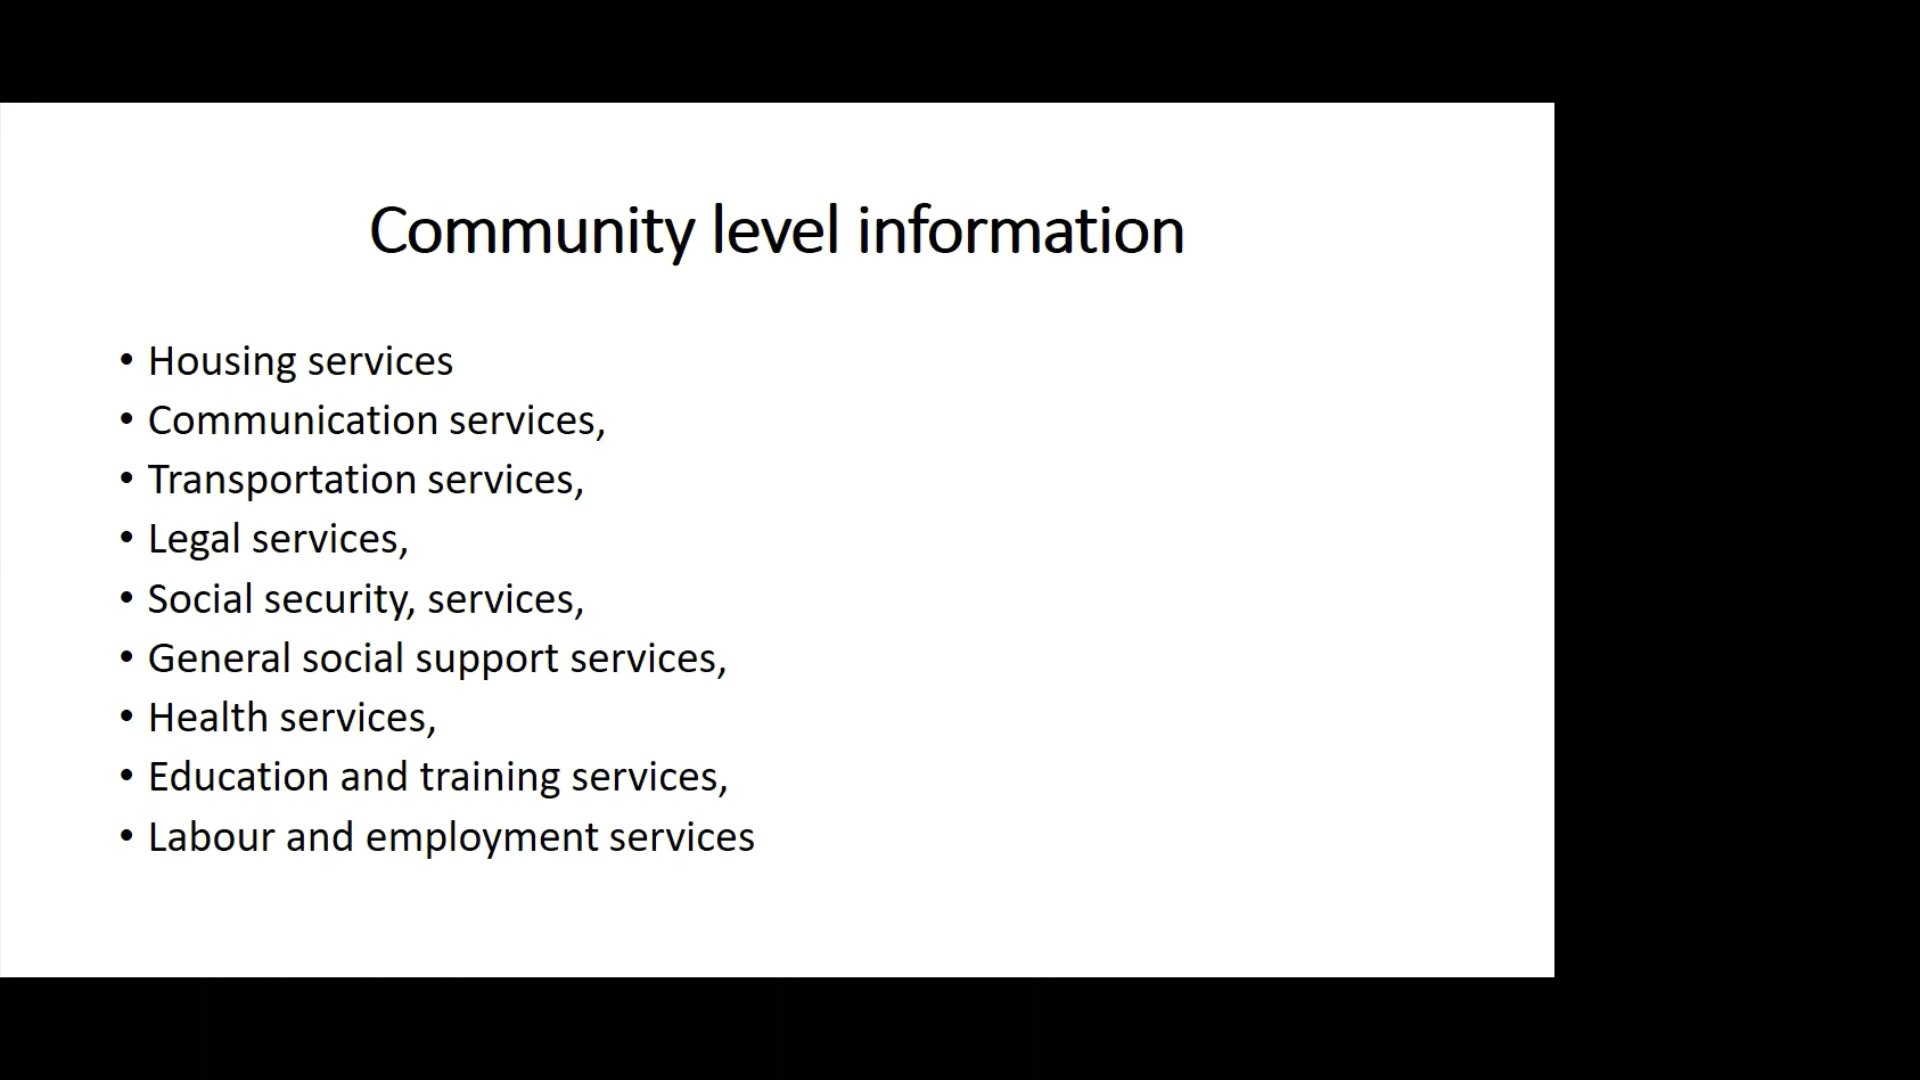 Community level information
• Housing services
• Communication services,
• Transportation services,
• Legal services,
• Social security, services,
• General social support services,
• Health services,
• Education and training services,
• Labour and employment services